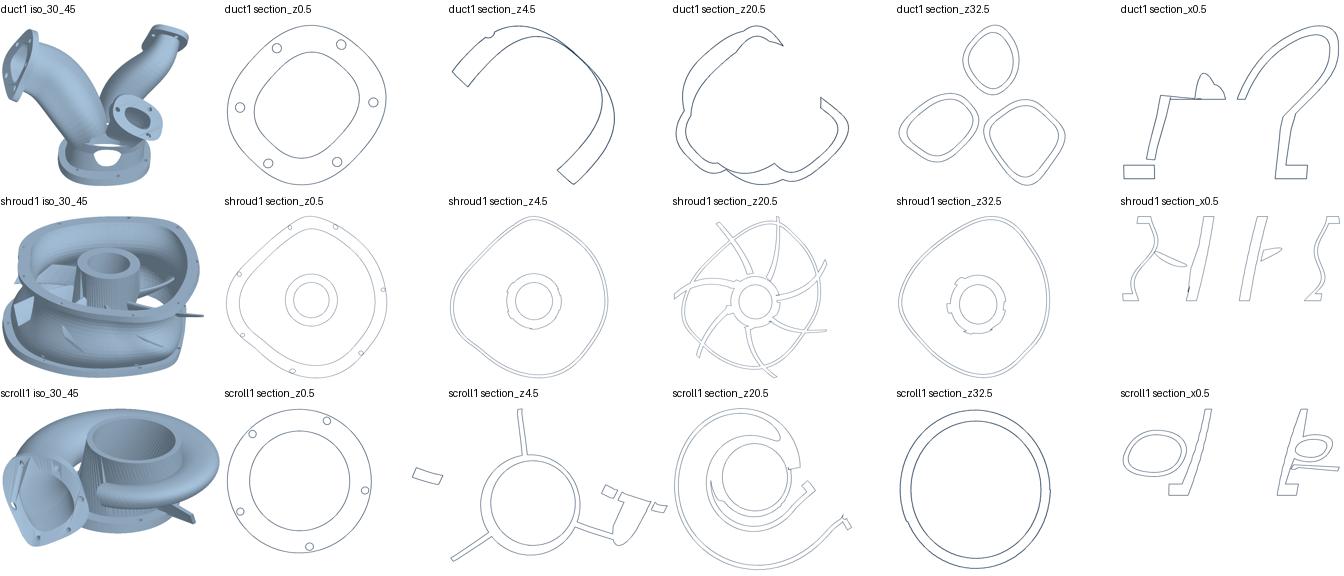 duct1 iso_30_45
duct1 section_z0.5
duct1 section_z4.5
duct1 section_z20.5
duct1 section_z32.5
duct1 section_x0.5
shroud1 iso_30_45
shroud1 section_z0.5
shroud1 section_z4.5
shroud1 section_z20.5
shroud1 section_z32.5
shroud1 section_x0.5
scroll1 iso_30_45
scroll1 section_z0.5
scroll1 section_z4.5
scroll1 section_z20.5
scroll1 section_z32.5
scroll1 section_x0.5